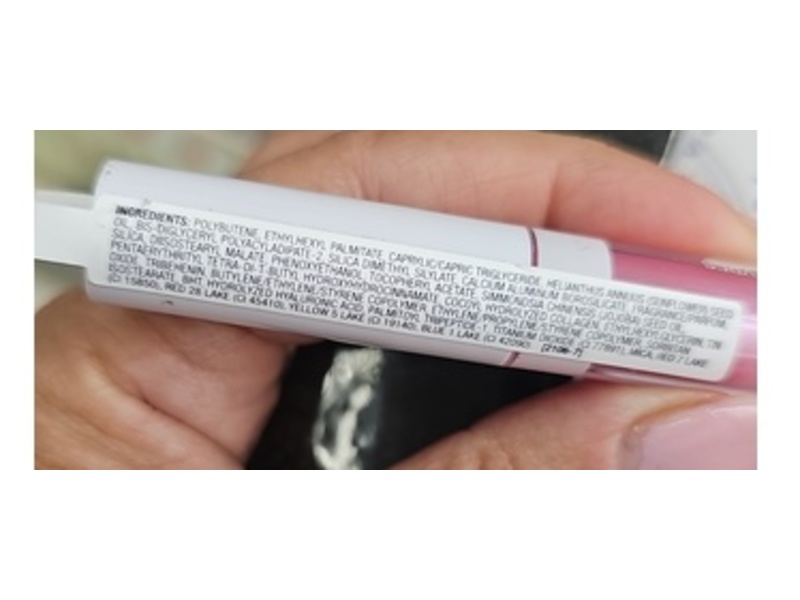 INGREDIENTS: POLYBUTENE, ETHYLHEXYL PALMITATE, CAPRYLIC/CAPRIC TRIGLYCERIDE, HELIANTHUS ANNUUS (SUNFLOWER) SEED
OIL, BIS-DIGLYCERYL POLYACYLADIPATE-2, SILICA DIMETHYL SILYLATE, CALCIUM ALUMINUM BOROSILICATE, FRAGRANCE/PARFUM,
SILICA, DIISOSTEARYL MALATE, PHENOXYETHANOL, TOCOPHERYL ACETATE, SIMMONDSIA CHINENSIS (JOJOBA) SEED OIL,
PENTAERYTHRITYL TETRA-DI-T-BUTYL HYDROXYHYDROCINNAMATE, COCOS HYDROLYZED COLLAGEN, ETHYLHEXYLGLYCERIN, TIN
OXIDE, TRIBEHENIN, BUTYLENE/ETHYLENE/STYRENE COPOLYMER, ETHYLENE/PROPYLENE/STYRENE COPOLYMER, SORBITAN
ISOSTEARATE, BHT, HYDROLYZED HYALURONIC ACID, PALMITOYL TRIPEPTIDE-1, TITANIUM DIOXIDE (CI 77891), MICA, RED 7 LAKE
(CI 15850), RED 28 LAKE (CI 45410), YELLOW 5 LAKE (CI 19140), BLUE 1 LAKE (CI 42090).